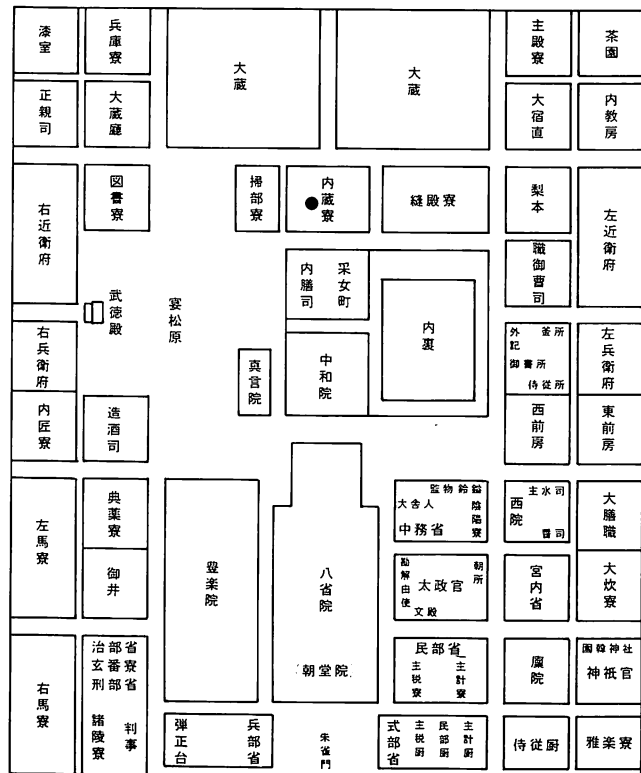 漆室
兵庫寮
大蔵
大蔵
主殿寮
茶園
正親司
大蔵廳
大宿直
内教房
右近衛府
図書寮
掃部寮
内蔵寮
縫殿寮
梨本
左近衛府
職御曹司
武徳殿
宴松原
内膳司
采女町
内裏
中和院
真言院
右兵衛府
外記
釜所
御書所
侍従所
左兵衛府
内匠寮
造酒司
西前房
東前房
左馬寮
典薬寮
御井
豊楽院
八省院
朝堂院
監物
鈴鎰
大舎人
陰陽寮
中務省
主水司
西院
醤司
大膳職
勘解由使
太政官
朝所
文殿
宮内省
大炊寮
右馬寮
治部省
玄番寮
刑部省
諸陵寮
判事
民部省
主税寮
主計寮
廩院
園韓神社
神祇官
弾正台
兵部省
朱雀門
式部省
主税厨
民部厨
主計厨
侍従厨
雅楽寮